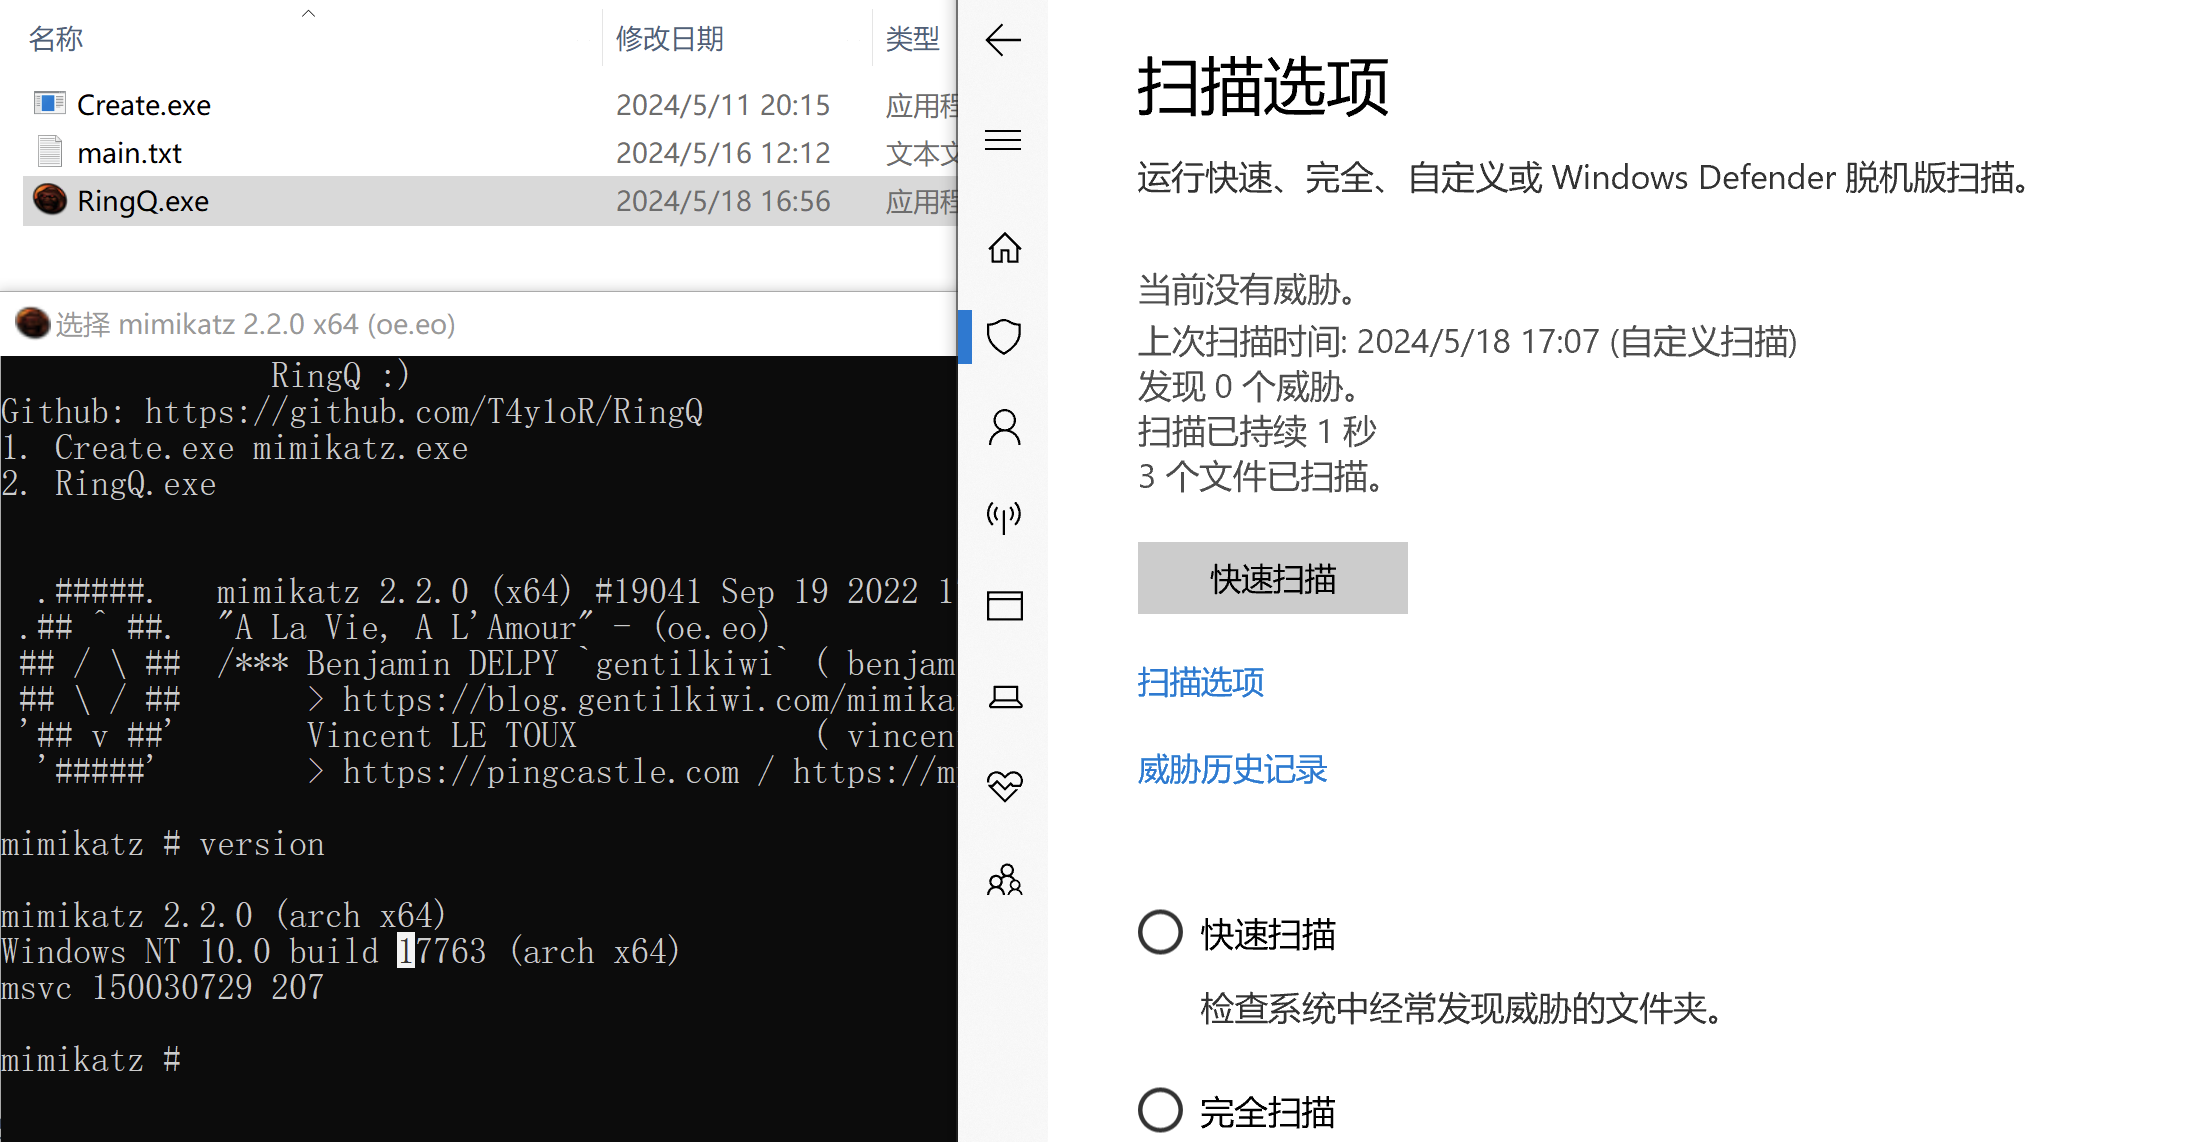 名称 修改日期 类型
Create.exe 2024/5/11 20:15 应用程
main.txt 2024/5/16 12:12 文本文
RingQ.exe 2024/5/18 16:56 应用程
选择 mimikatz 2.2.0 x64 (oe.eo)
RingQ :)
Github: https://github.com/T4y1oR/RingQ
1. Create.exe mimikatz.exe
2. RingQ.exe
.#####. mimikatz 2.2.0 (x64) #19041 Sep 19 2022 1
.## ^ ##. "A La Vie, A L'Amour" - (oe.eo)
## / \ ## /*** Benjamin DELPY `gentilkiwi` ( benjam
## \ / ## > https://blog.gentilkiwi.com/mimika
'## v ##' Vincent LE TOUX ( vincen
'#####' > https://pingcastle.com / https://m
mimikatz # version
mimikatz 2.2.0 (arch x64)
Windows NT 10.0 build 17763 (arch x64)
msvc 150030729 207
mimikatz #
扫描选项
运行快速、完全、自定义或 Windows Defender 脱机版扫描。
当前没有威胁。
上次扫描时间: 2024/5/18 17:07 (自定义扫描)
发现 0 个威胁。
扫描已持续 1 秒
3 个文件已扫描。
快速扫描
扫描选项
威胁历史记录
快速扫描
检查系统中经常发现威胁的文件夹。
完全扫描